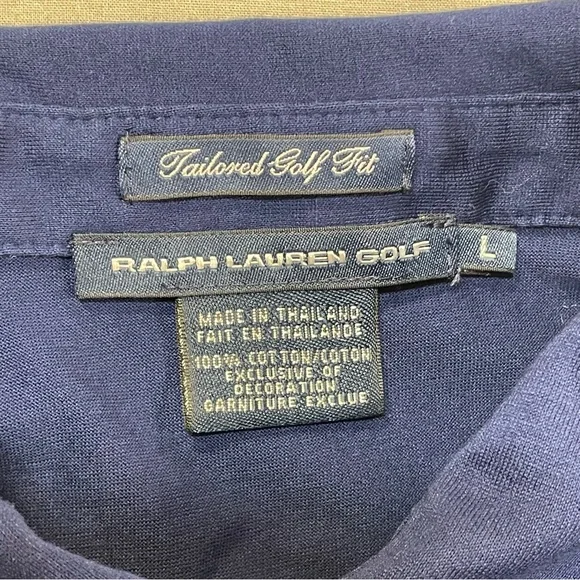 Tailored Golf Fit
RALPH LAUREN GOLF
L
MADE IN THAILAND
FAIT EN THAILANDE
100% COTTON/COTON
EXCLUSIVE OF
DECORATION
GARNITURE EXCLUE